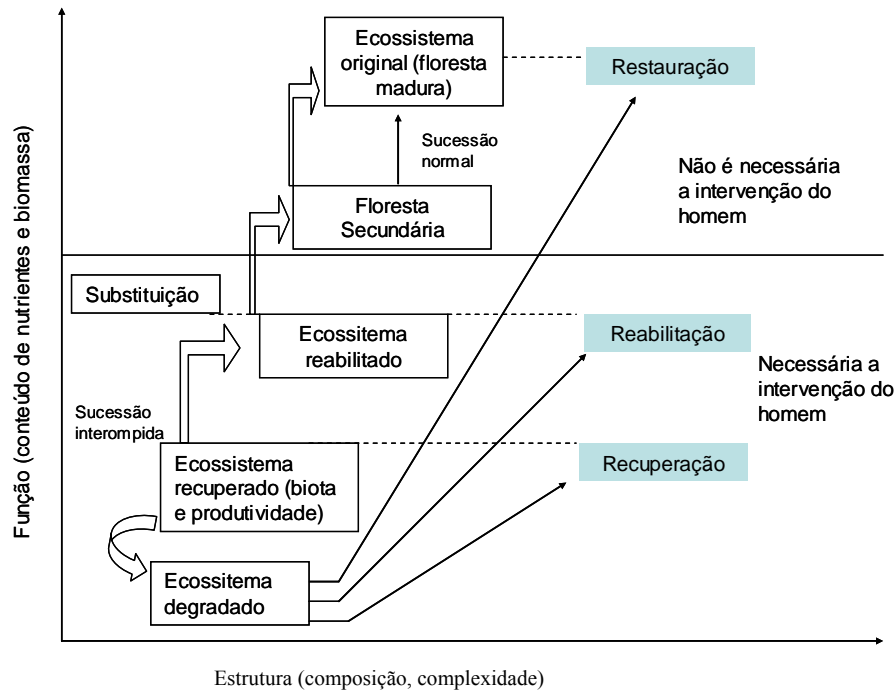 Função (conteúdo de nutrientes e biomassa)
Ecossistema
original (floresta
madura)
Restauração
Sucessão
normal
Não é necessária
a intervenção do
homem
Floresta
Secundária
Substituição
Ecossitema
reabilitado
Reabilitação
Necessária a
intervenção do
homem
Sucessão
interompida
Ecossistema
recuperado (biota
e produtividade)
Recuperação
Ecossitema
degradado
Estrutura (composição, complexidade)